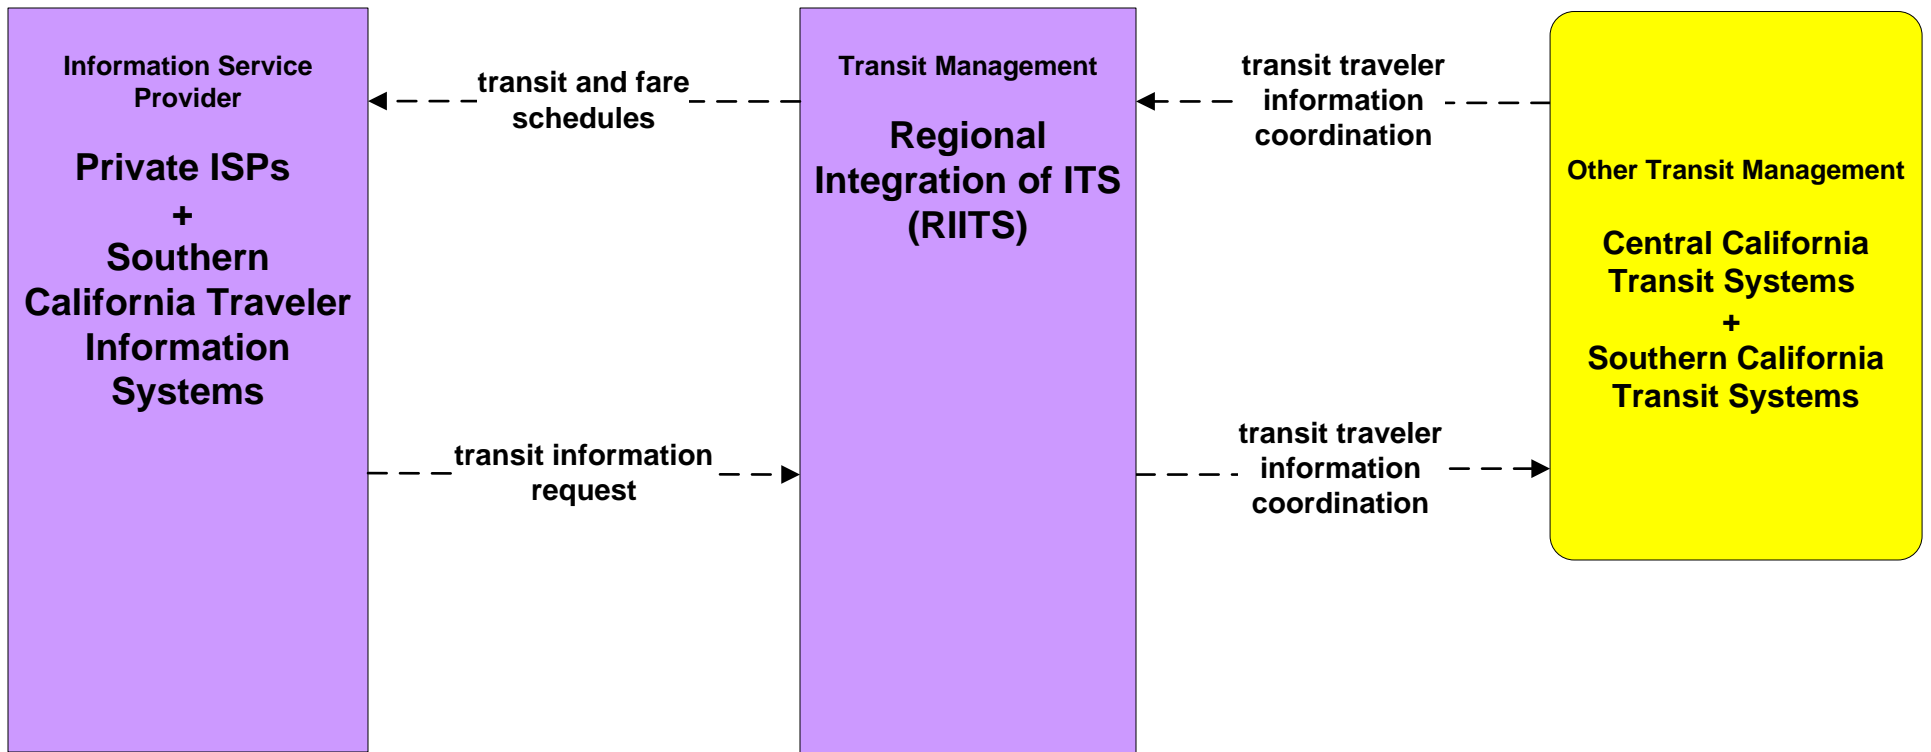 Information Service
Provider
Private ISPs
+
Southern
California Traveler
Information
Systems
transit and fare
schedules
transit information
request
Transit Management
Regional
Integration of ITS
(RIITS)
transit traveler
information
coordination
transit traveler
information
coordination
Other Transit Management
Central California
Transit Systems
+
Southern California
Transit Systems